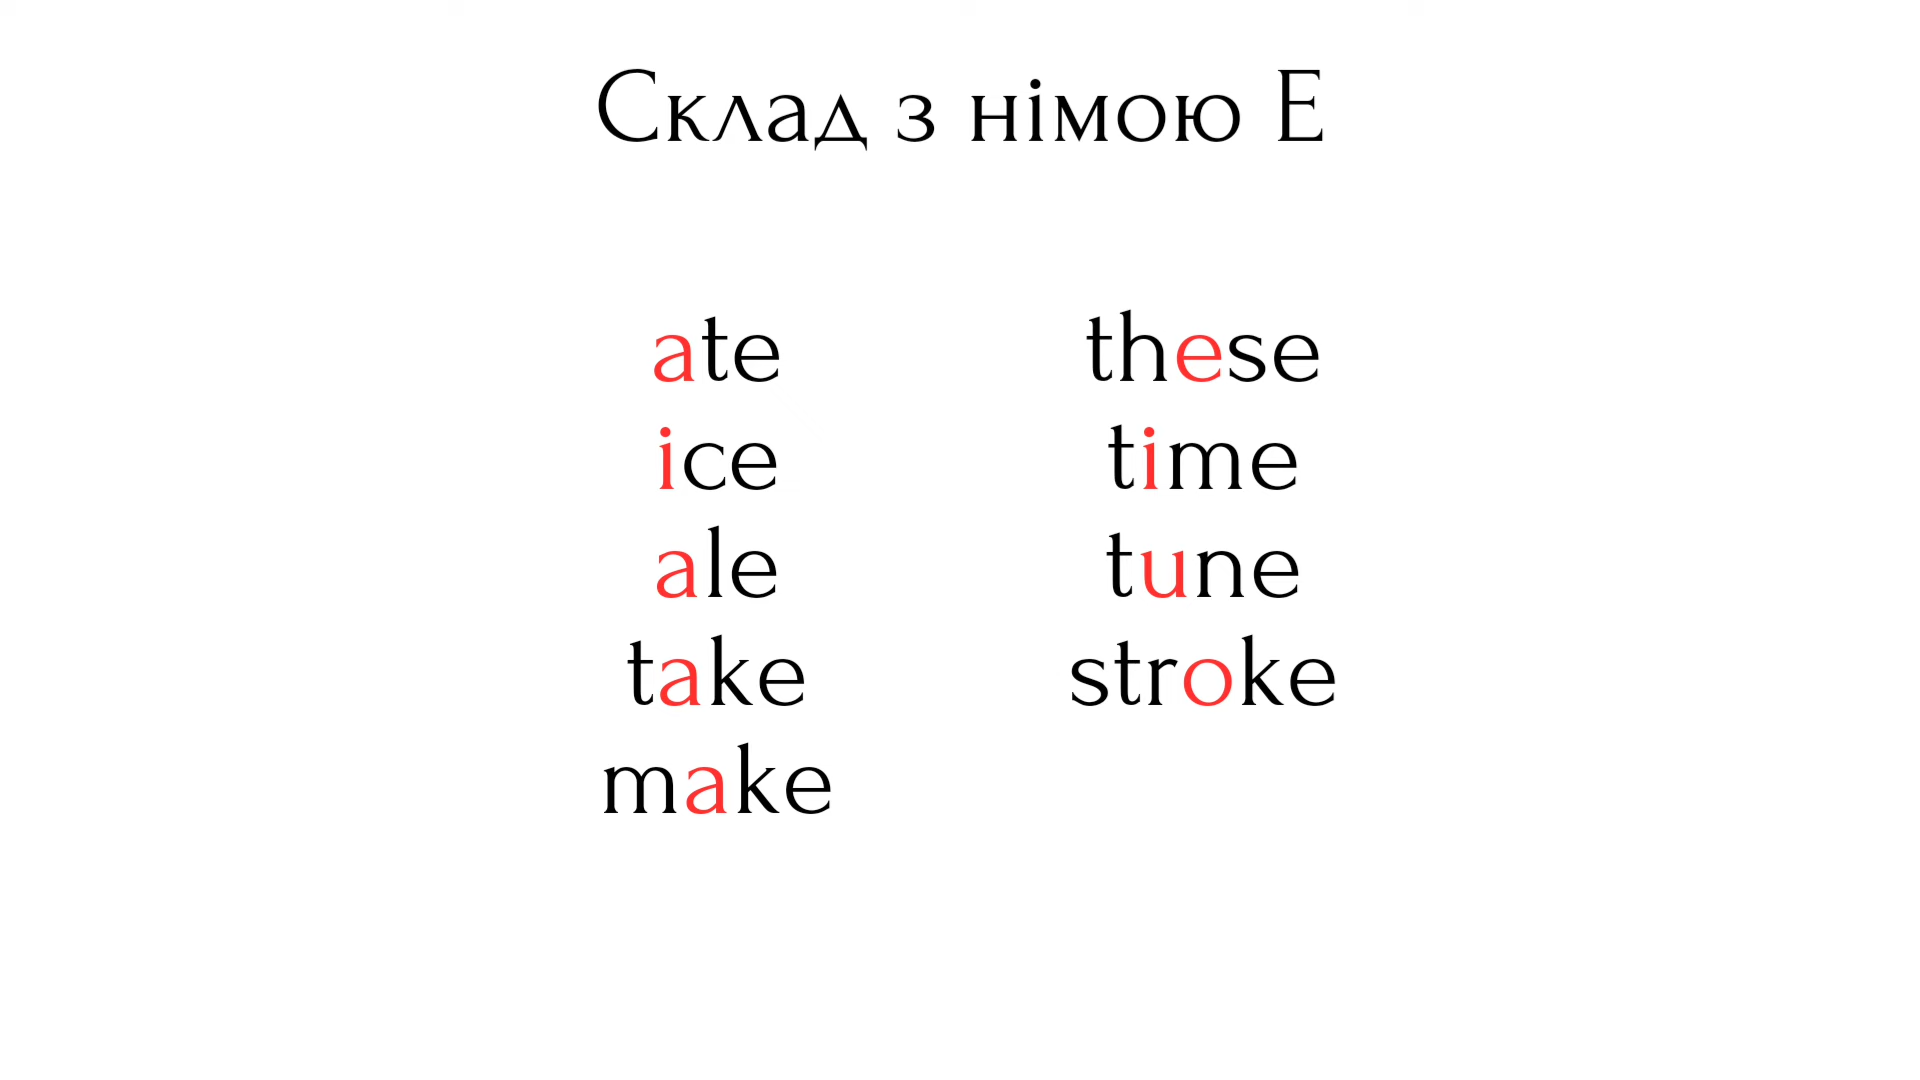 Склад з німою Е
ate
ice
ale
take
make
these
time
tune
stroke